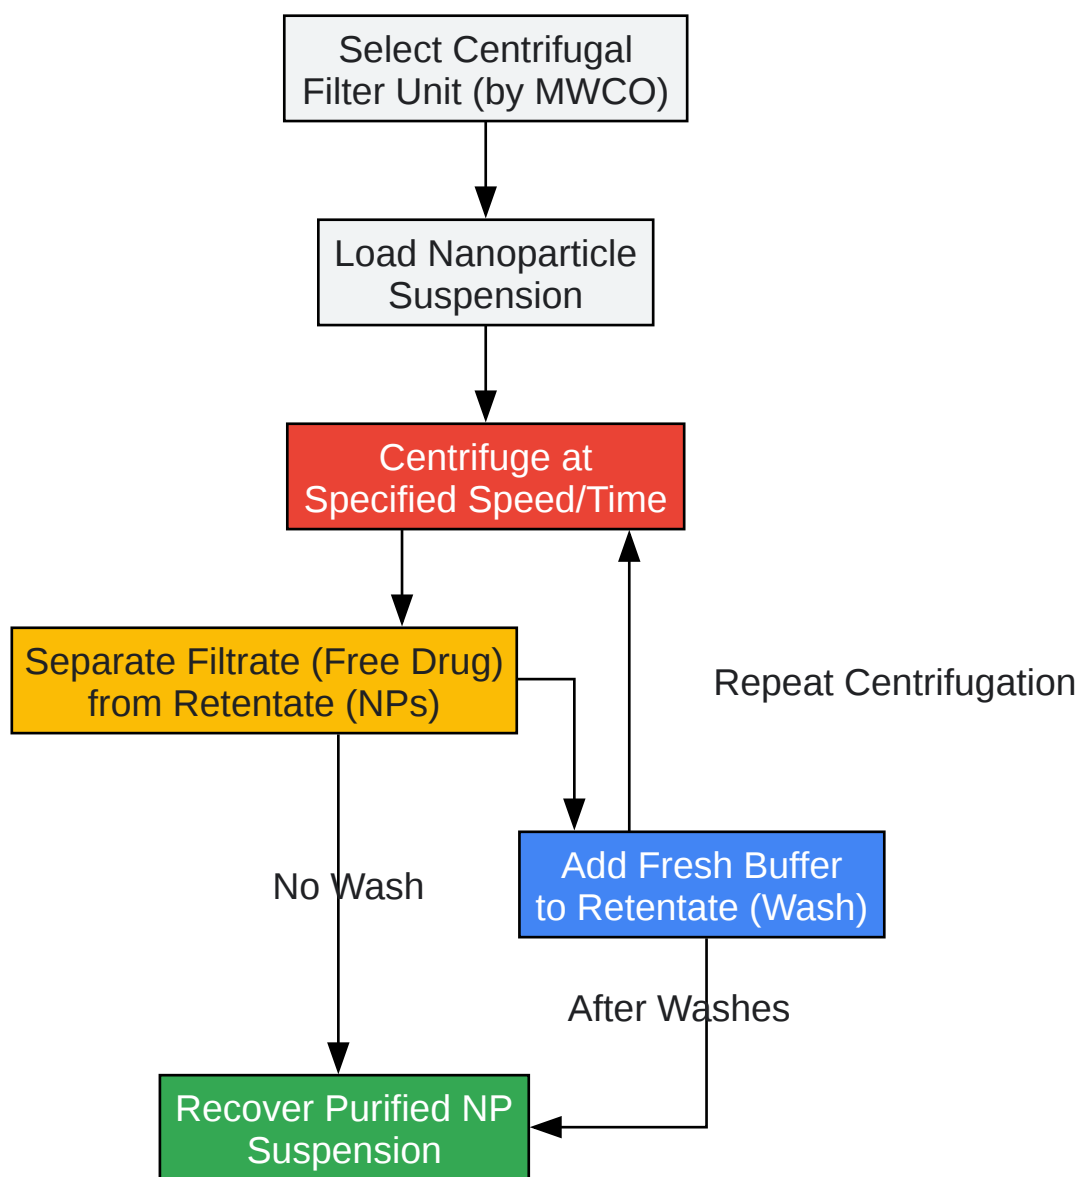 Select Centrifugal
Filter Unit (by MWCO)
Load Nanoparticle
Suspension
Centrifuge at
Specified Speed/Time
Separate Filtrate (Free Drug)
from Retentate (NPs)
Repeat Centrifugation
Add Fresh Buffer
to Retentate (Wash)
No Wash
After Washes
Recover Purified NP
Suspension